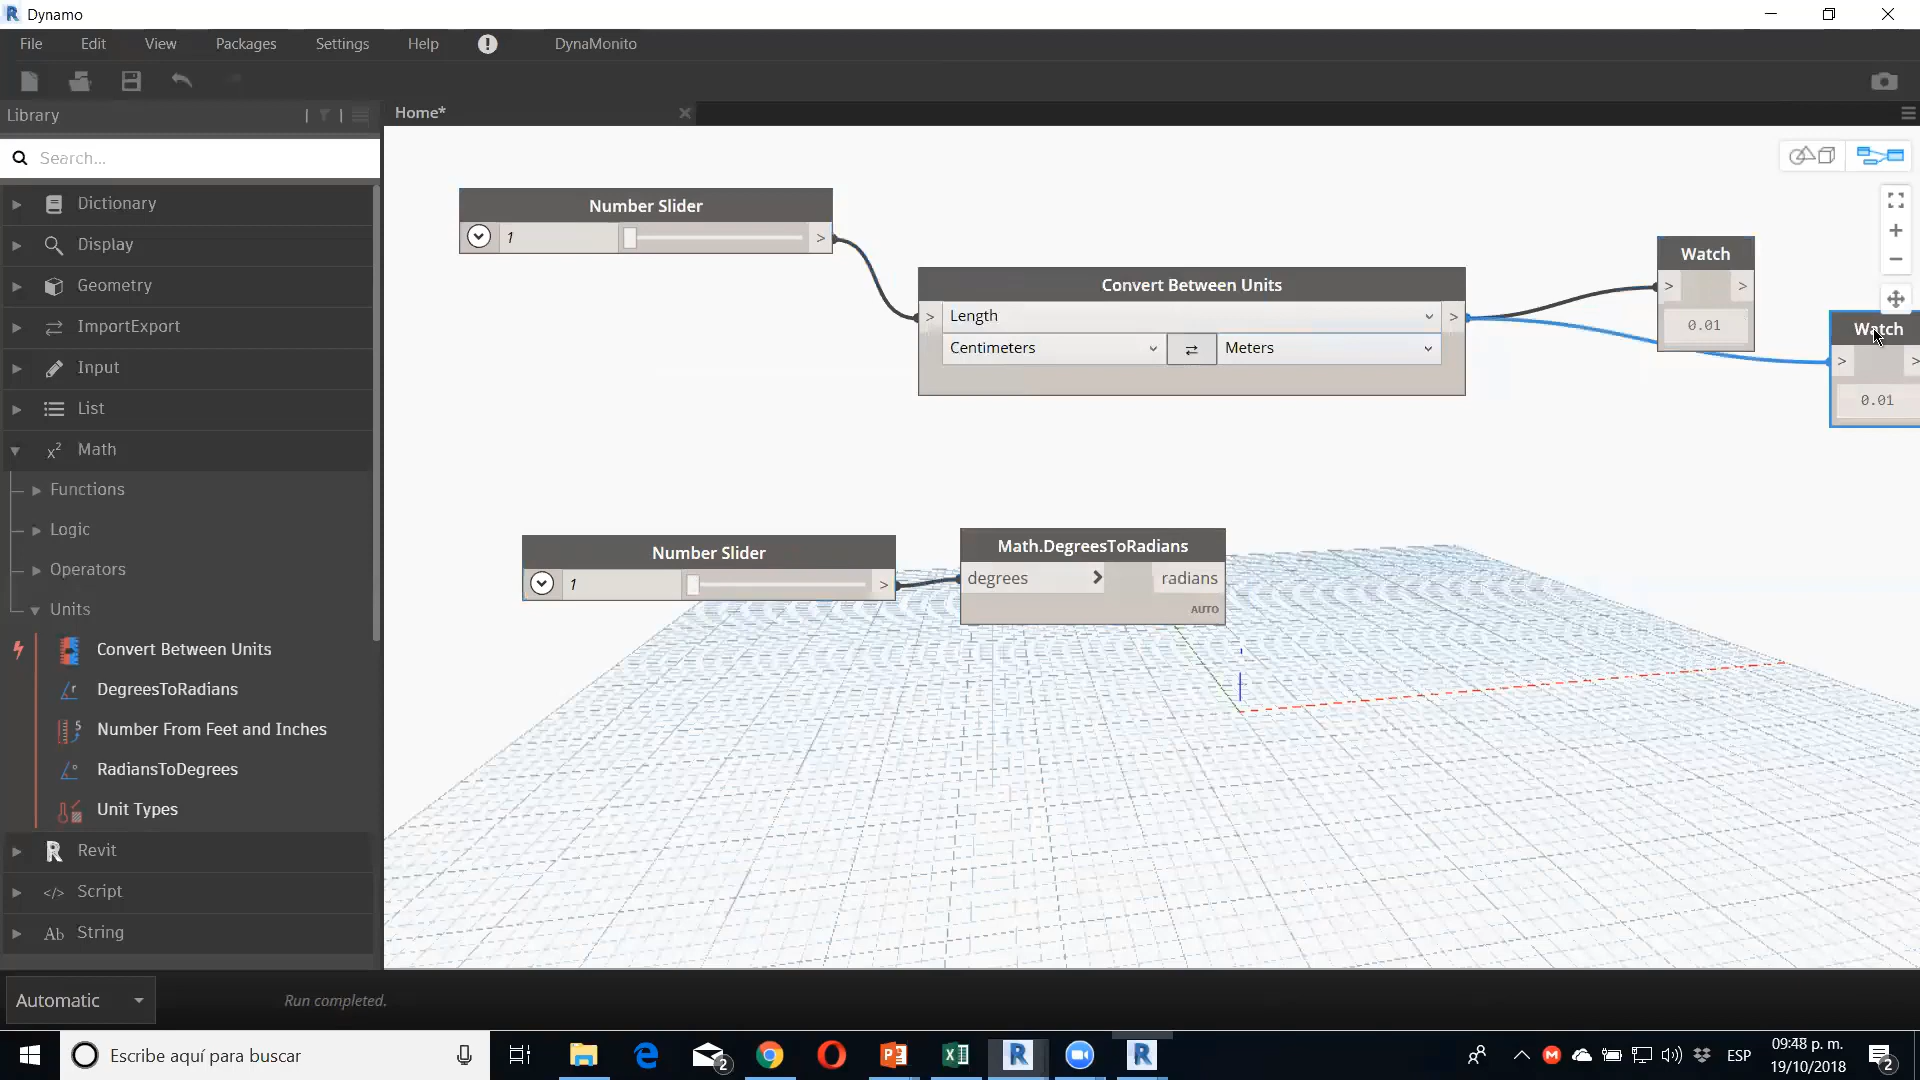 Dynamo
File Edit View Packages Settings Help DynaMonito
Library
Home*
Search...
Dictionary
Display
Geometry
ImportExport
Input
List
Math
Functions
Logic
Operators
Units
Convert Between Units
DegreesToRadians
Number From Feet and Inches
RadiansToDegrees
Unit Types
Revit
Script
String
Number Slider
1 >
Convert Between Units
> Length >
Centimeters Meters
Watch
> >
0.01
Watch
> >
0.01
Number Slider
1 >
Math.DegreesToRadians
degrees radians
AUTO
Automatic
Run completed.
Escribe aquí para buscar
2
ESP
09:48 p. m.
19/10/2018
2